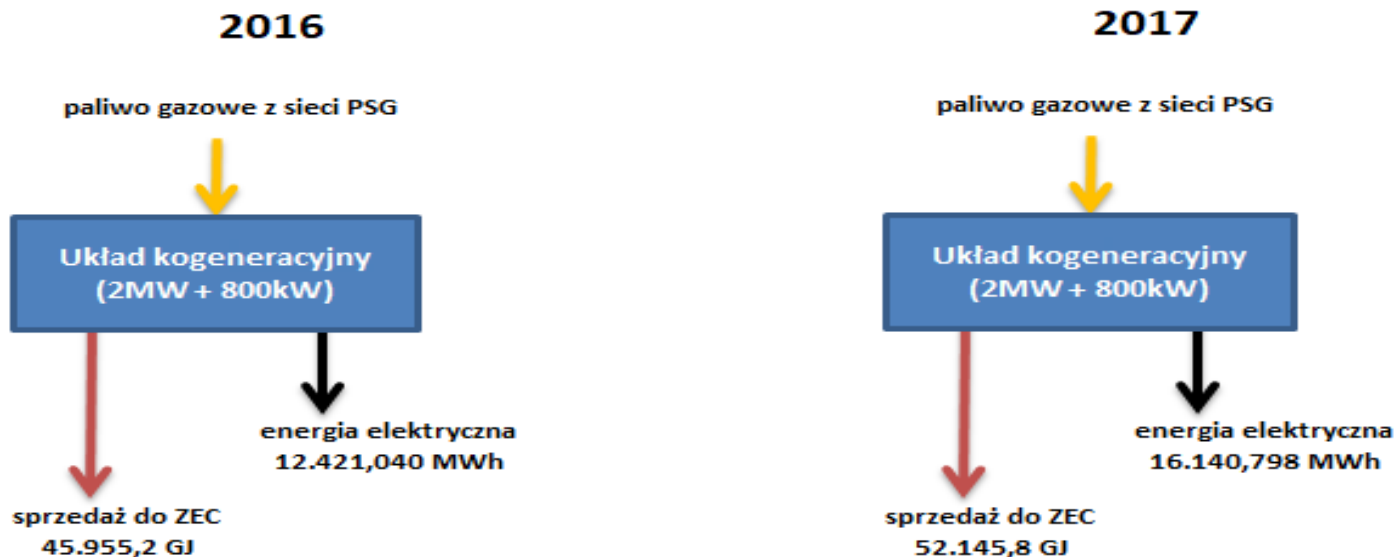 2016
paliwo gazowe z sieci PSG
Układ kogeneracyjny
(2MW + 800kW)
energia elektryczna
12.421,040 MWh
sprzedaż do ZEC
45.955,2 GJ
2017
paliwo gazowe z sieci PSG
Układ kogeneracyjny
(2MW + 800kW)
energia elektryczna
16.140,798 MWh
sprzedaż do ZEC
52.145,8 GJ